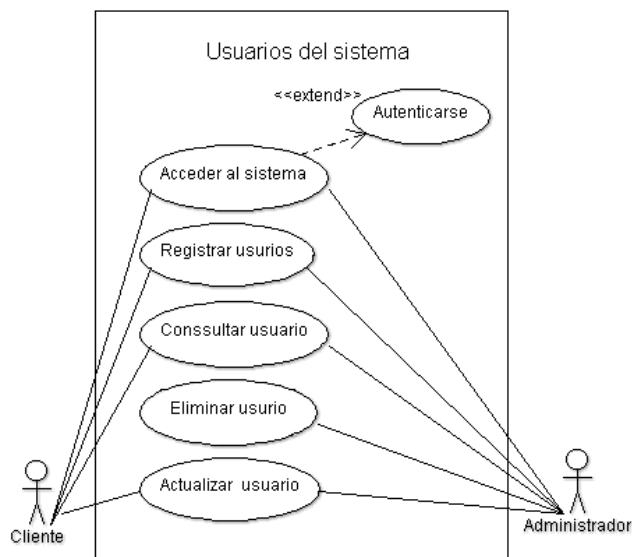 Usuarios del sistema
<<extend>>
Autenticarse
Acceder al sistema
Registrar usurios
Conssultar usuario
Eliminar usurio
Actualizar usuario
Cliente
Administrador